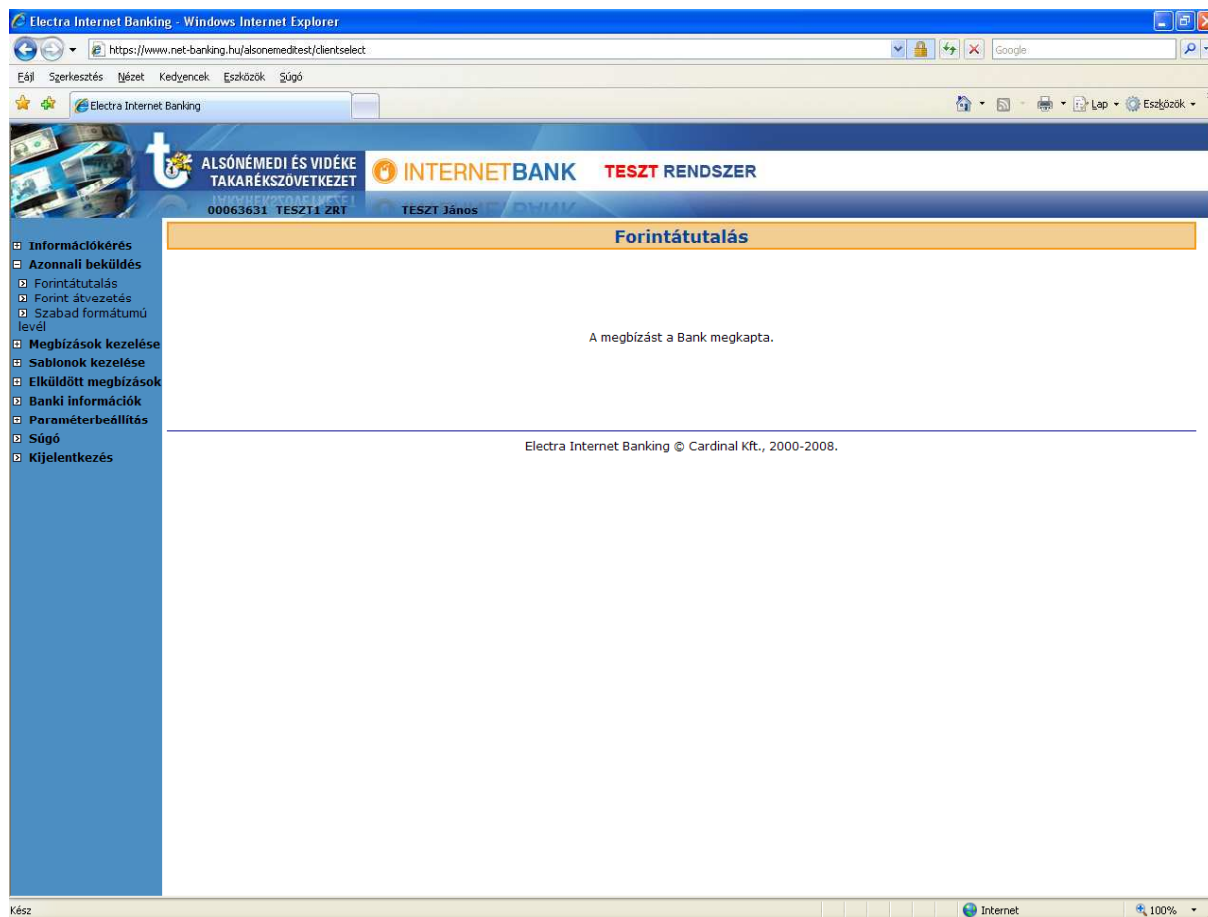 Electra Internet Banking - Windows Internet Explorer
https://www.net-banking.hu/alsonemeditest/clientselect
Google
Fájl Szerkesztés Nézet Kedvencek Eszközök Súgó
Electra Internet Banking
Lap Eszközök
ALSÓNÉMEDI ÉS VIDÉKE
TAKARÉKSZÖVETKEZET
INTERNETBANK TESZT RENDSZER
00063631 TESZT1 ZRT TESZT János
Forintátutalás
Információkérés
Azonnali beküldés
Forintátutalás
Forint átvezetés
Szabad formátumú
levél
Megbízások kezelése
Sablonok kezelése
Elküldött megbízások
Banki információk
Paraméterbeállítás
Súgó
Kijelentkezés
A megbízást a Bank megkapta.
Electra Internet Banking © Cardinal Kft., 2000-2008.
Kész
Internet
100%